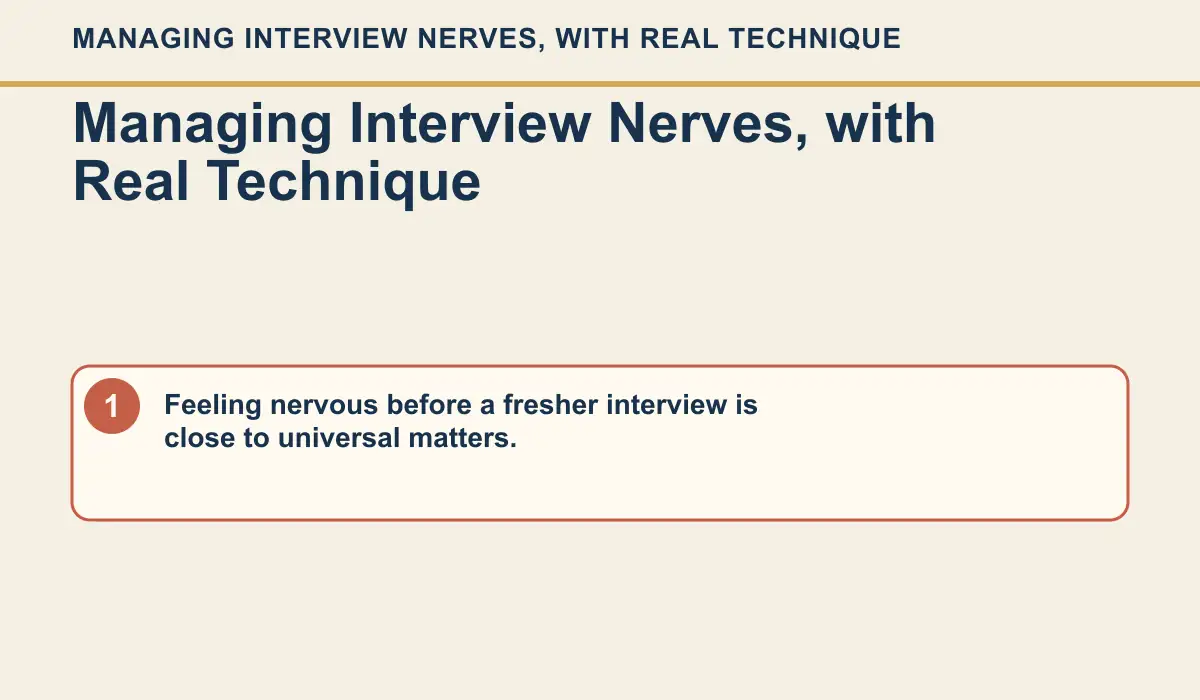 MANAGING INTERVIEW NERVES, WITH REAL TECHNIQUE
Managing Interview Nerves, with
Real Technique
1
Feeling nervous before a fresher interview is
close to universal matters.